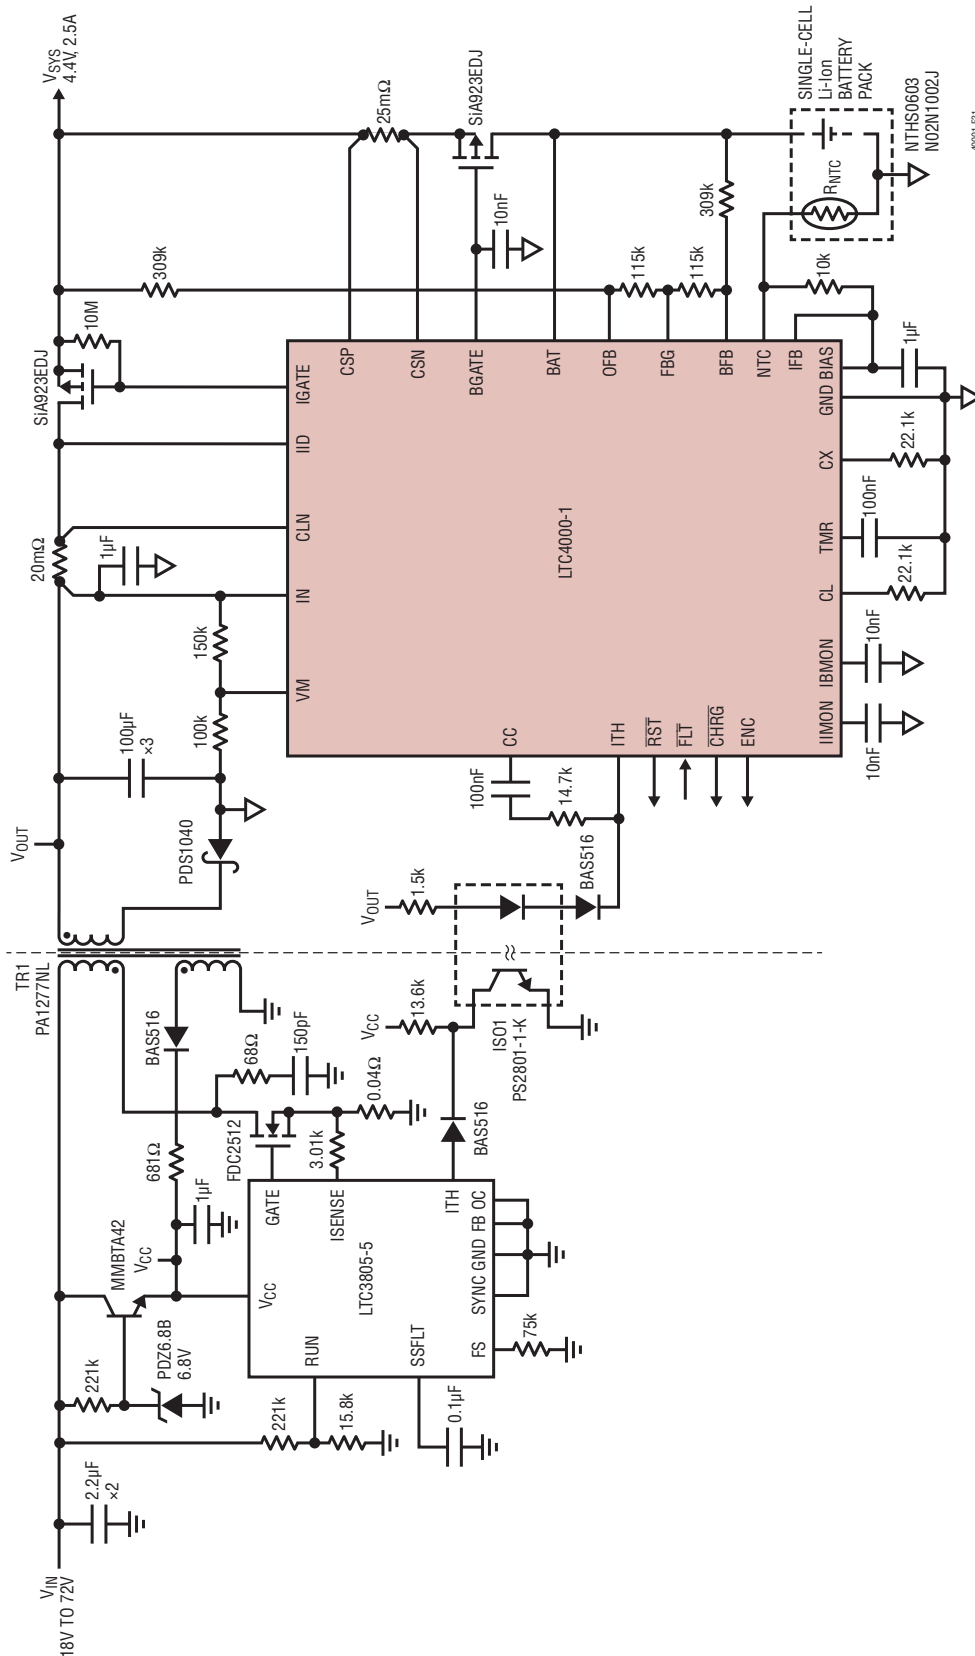 VIN
18V TO 72V
2.2µF
×2
221k
MMBTA42
VCC
PDZ6.8B
6.8V
221k
15.8k
0.1µF
681Ω
1µF
BAS516
TR1
PA1277NL
FDC2512
68Ω
150pF
3.01k
0.04Ω
RUN
VCC
GATE
ISENSE
LTC3805-5
SSFLT
ITH
FS
SYNC
GND
FB
OC
75k
BAS516
VCC
13.6k
ISO1
PS2801-1-K
VOUT
1.5k
BAS516
VOUT
100µF
×3
PDS1040
100k
150k
20mΩ
1µF
SiA923EDJ
10M
309k
VSYS
4.4V, 2.5A
VM
IN
CLN
IID
IGATE
CSP
CSN
25mΩ
SiA923EDJ
BGATE
10nF
BAT
OFB
115k
FBG
115k
BFB
309k
NTC
IFB
10k
LTC4000-1
CC
100nF
14.7k
ITH
RST
FLT
CHRG
ENC
IIMON
IBMON
CL
TMR
CX
GND
BIAS
10nF
10nF
22.1k
100nF
22.1k
1µF
SINGLE-CELL
Li-Ion
BATTERY
PACK
RNTC
NTHS0603
N02N1002J
40001 F21